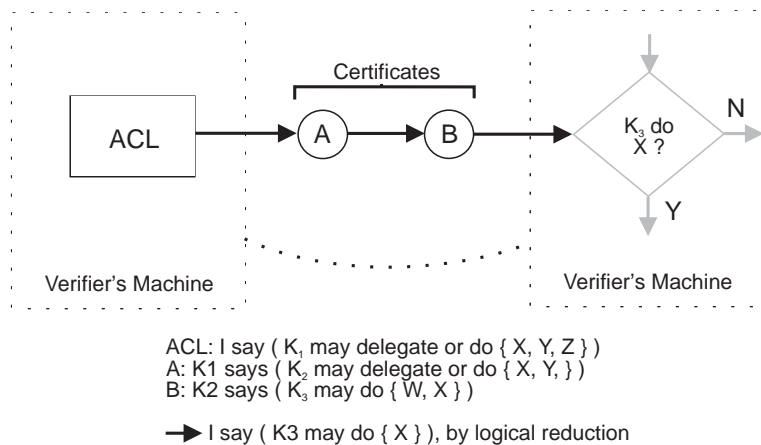 Certificates
ACL
A
B
K₃ do
X ?
N
Y
Verifier's Machine
Verifier's Machine
ACL: I say ( K₁ may delegate or do { X, Y, Z } )
A: K1 says ( K₂ may delegate or do { X, Y, } )
B: K2 says ( K₃ may do { W, X } )
I say ( K3 may do { X } ), by logical reduction